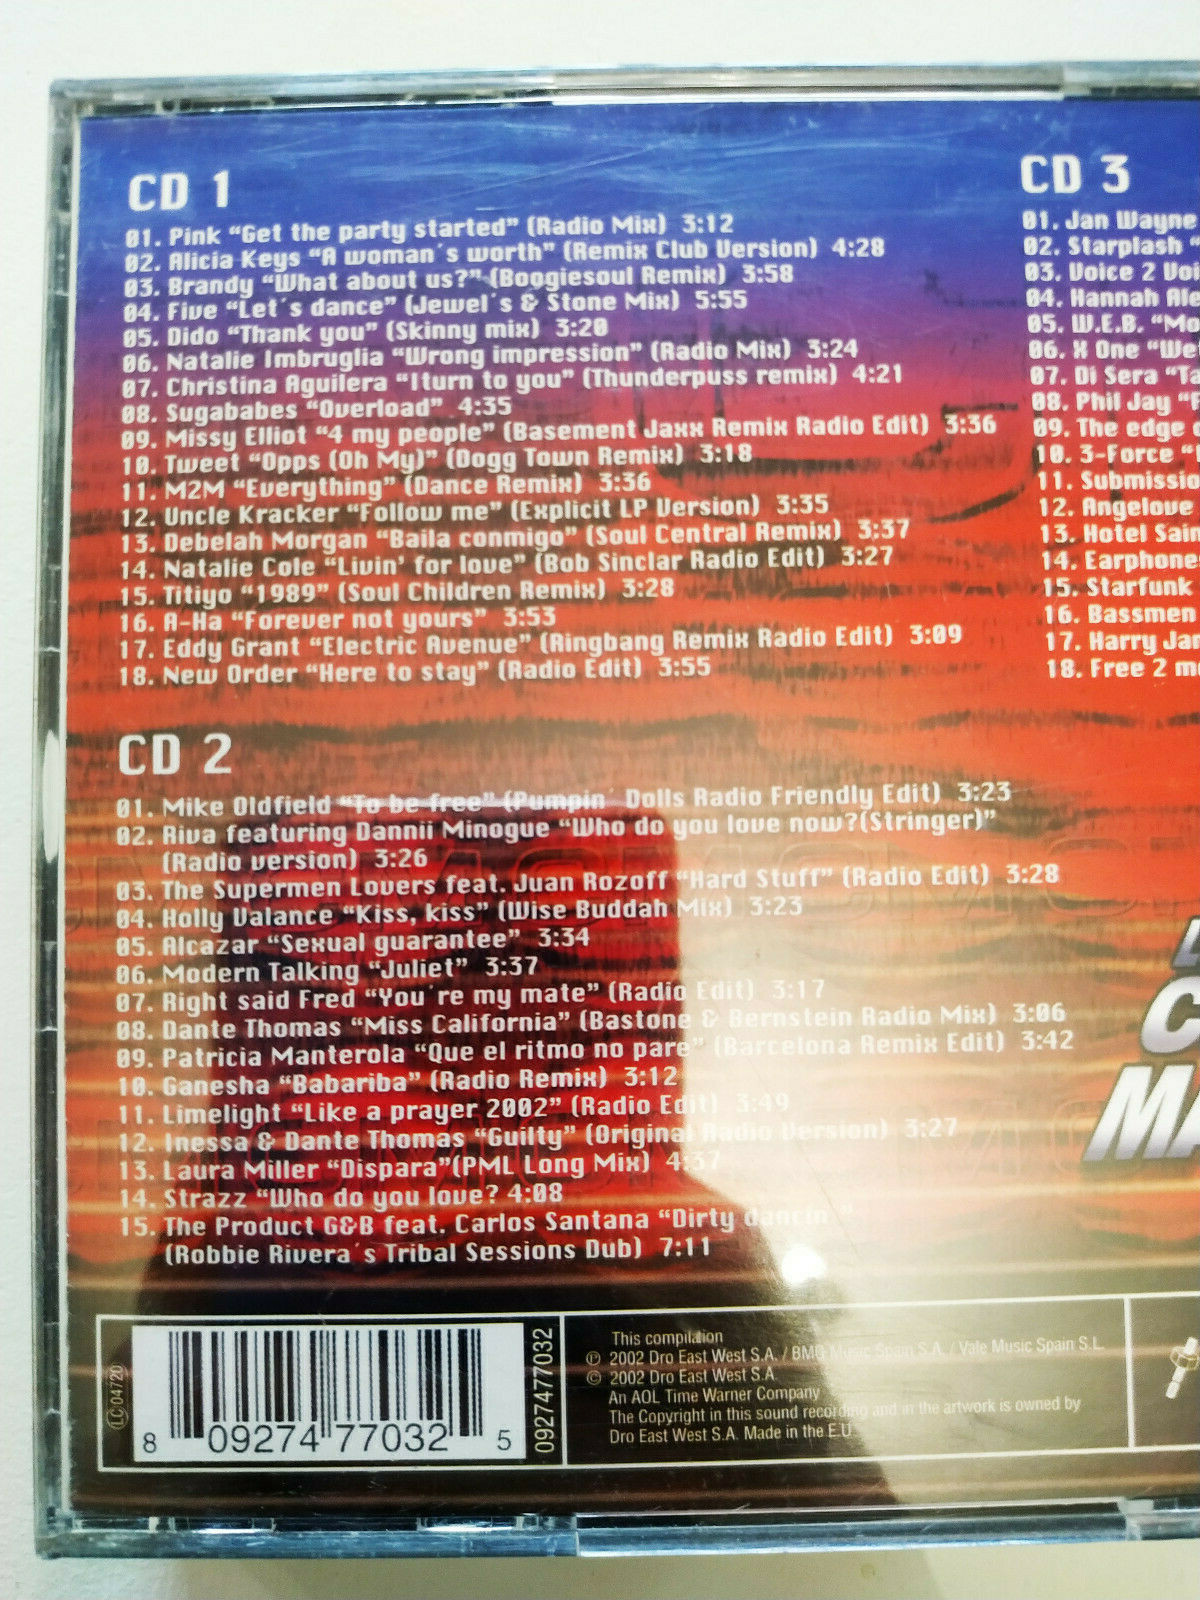 CD 1
01. Pink “Get the party started” (Radio Mix) 3:12
02. Alicia Keys “A woman´s worth” (Remix Club Version) 4:28
03. Brandy “What about us?” (Boogiesoul Remix) 3:58
04. Five “Let´s dance” (Jewel´s & Stone Mix) 5:55
05. Dido “Thank you” (Skinny mix) 3:20
06. Natalie Imbruglia “Wrong impression” (Radio Mix) 3:24
07. Christina Aguilera “I turn to you” (Thunderpuss remix) 4:21
08. Sugababes “Overload” 4:35
09. Missy Elliot “4 my people” (Basement Jaxx Remix Radio Edit) 3:36
10. Tweet “Opps (Oh My)” (Dogg Town Remix) 3:18
11. M2M “Everything” (Dance Remix) 3:36
12. Uncle Kracker “Follow me” (Explicit LP Version) 3:35
13. Debelah Morgan “Baila conmigo” (Soul Central Remix) 3:37
14. Natalie Cole “Livin’ for love” (Bob Sinclar Radio Edit) 3:27
15. Titiyo “1989” (Soul Children Remix) 3:28
16. A-Ha “Forever not yours” 3:53
17. Eddy Grant “Electric Avenue” (Ringbang Remix Radio Edit) 3:09
18. New Order “Here to stay” (Radio Edit) 3:55
CD 2
01. Mike Oldfield “To be free” (Pumpin´ Dolls Radio Friendly Edit) 3:23
02. Riva featuring Dannii Minogue “Who do you love now?(Stringer)”
(Radio version) 3:26
03. The Supermen Lovers feat. Juan Rozoff “Hard Stuff” (Radio Edit) 3:28
04. Holly Valance “Kiss, kiss” (Wise Buddah Mix) 3:23
05. Alcazar “Sexual guarantee” 3:34
06. Modern Talking “Juliet” 3:37
07. Right said Fred “You´re my mate” (Radio Edit) 3:17
08. Dante Thomas “Miss California” (Bastone & Bernstein Radio Mix) 3:06
09. Patricia Manterola “Que el ritmo no pare” (Barcelona Remix Edit) 3:42
10. Ganesha “Babariba” (Radio Remix) 3:12
11. Limelight “Like a prayer 2002” (Radio Edit) 3:49
12. Inessa & Dante Thomas “Guilty” (Original Radio Version) 3:27
13. Laura Miller “Dispara”(PML Long Mix) 4:37
14. Strazz “Who do you love? 4:08
15. The Product G&B feat. Carlos Santana “Dirty dancin´”
(Robbie Rivera´s Tribal Sessions Dub) 7:11
CD 3
01. Jan Wayne
02. Starplash
03. Voice 2
04. Hannah
05. W.E.B.
06. X One
07. Di Sera
08. Phil Jay
09. The edge
10. 3-Force
11.
12. Angelove
13. Hotel
14.
15. Starfunk
16. Bassmen
17. Harry
18. Free 2
LC 04720
8 09274 77032 5
0927477032
This compilation
℗ 2002 Dro East West S.A. / BMG Music Spain S.A. / Vale Music Spain S.L.
© 2002 Dro East West S.A.
An AOL Time Warner Company
The Copyright in this sound recording and in the artwork is owned by
Dro East West S.A. Made in the E.U.